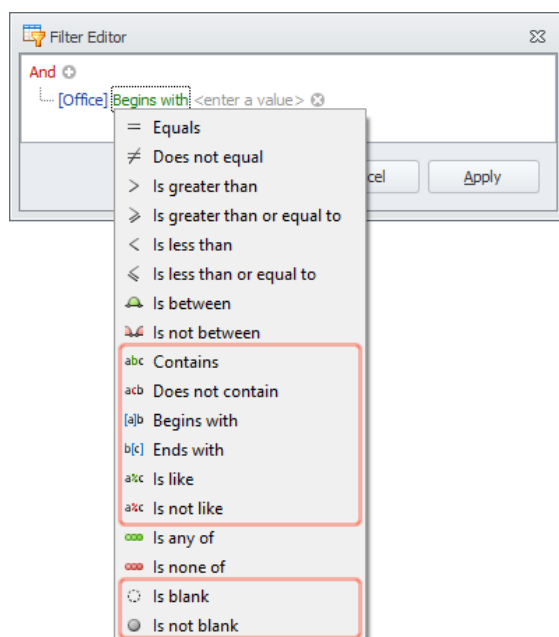 Filter Editor
And
[Office] Begins with <enter a value>
= Equals
≠ Does not equal
> Is greater than
⩾ Is greater than or equal to
< Is less than
⩽ Is less than or equal to
Is between
Is not between
abc Contains
acb Does not contain
[a]b Begins with
b[c] Ends with
a%c Is like
a%c Is not like
Is any of
Is none of
Is blank
Is not blank
cel
Apply